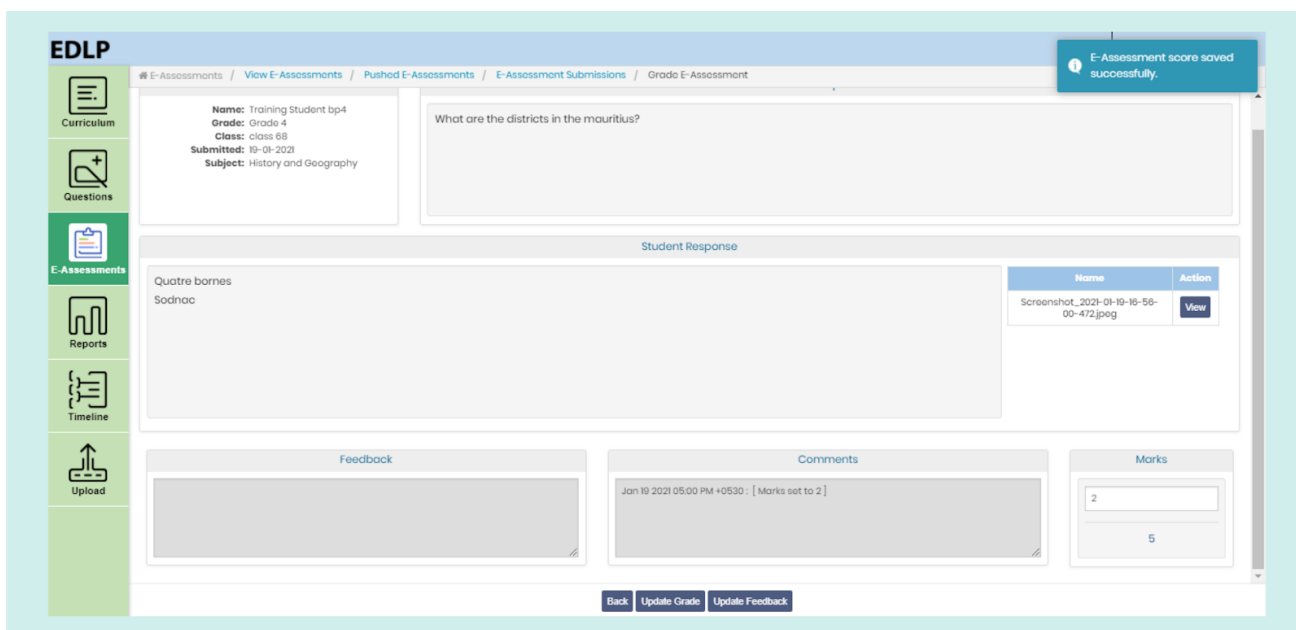 EDLP
E-Assessment score saved
successfully.
E-Assessments / View E-Assessments / Pushed E-Assessments / E-Assessment Submissions / Grade E-Assessment
Curriculum
Questions
E-Assessments
Reports
Timeline
Upload
Name: Training Student bp4
Grade: Grade 4
Class: class 68
Submitted: 19-01-2021
Subject: History and Geography
What are the districts in the mauritius?
Student Response
Quatre bornes
Sodnac
Name Action
Screenshot_2021-01-19-16-56-
00-472.jpeg
View
Feedback
Comments
Jan 19 2021 05:00 PM +0530 : [ Marks set to 2 ]
Marks
2
5
Back Update Grade Update Feedback